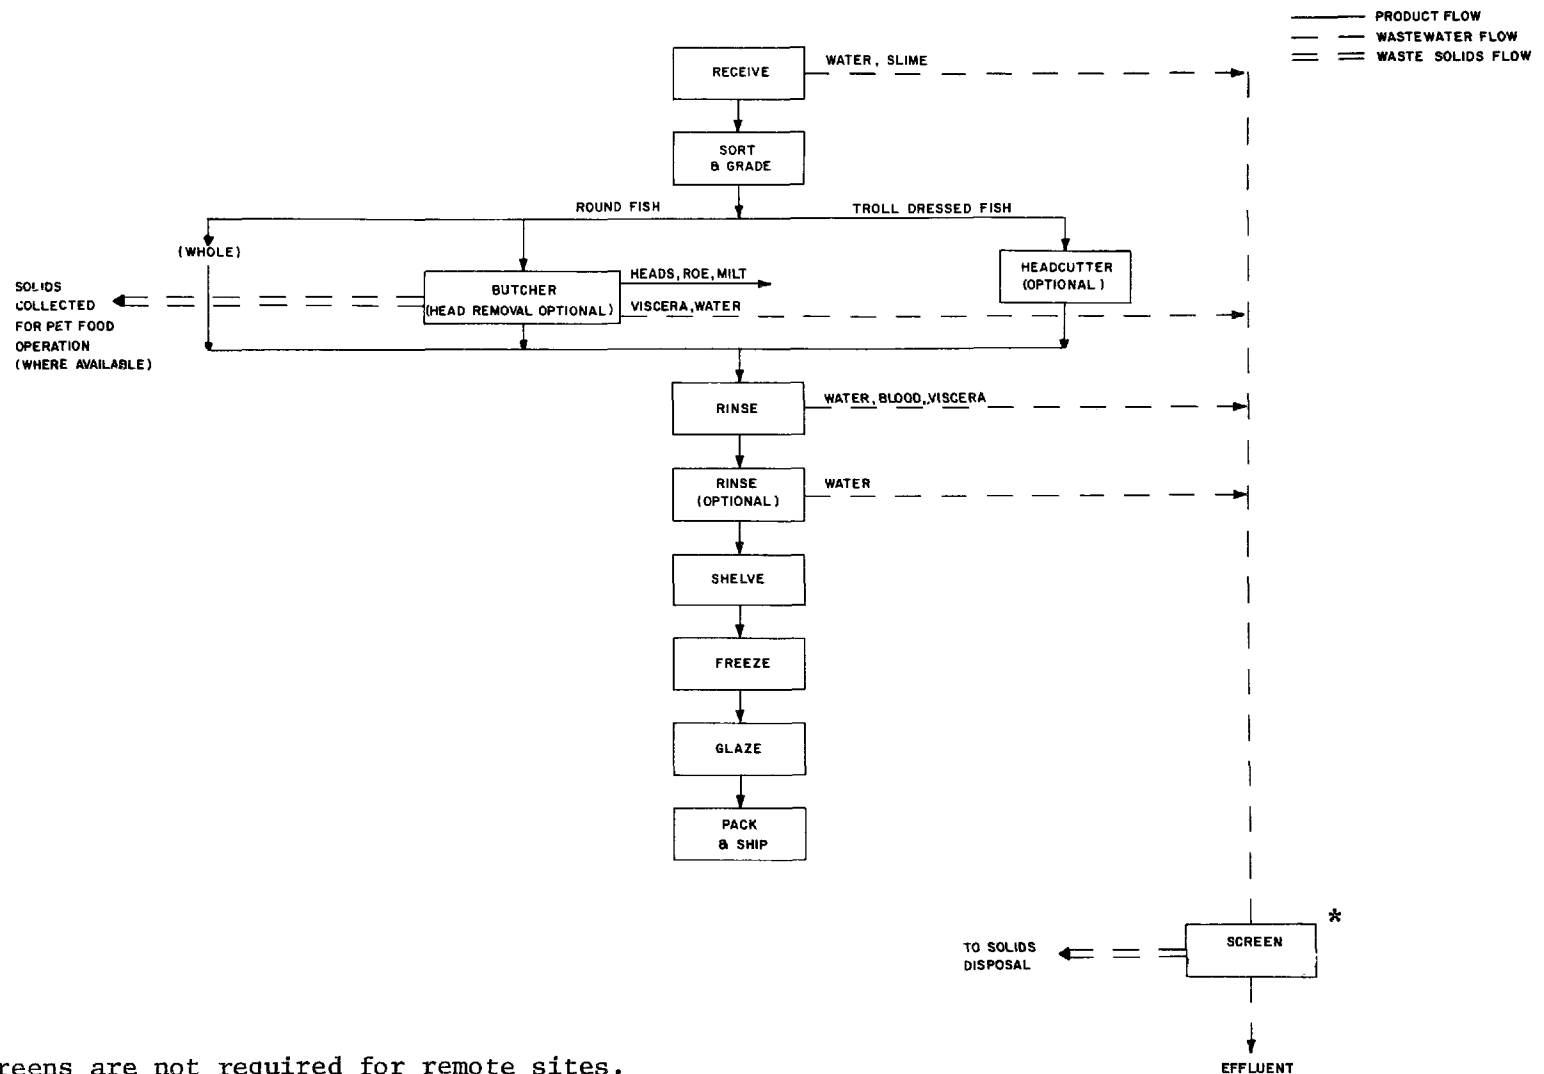 PRODUCT FLOW
WASTEWATER FLOW
WASTE SOLIDS FLOW
RECEIVE
WATER, SLIME
SORT
& GRADE
ROUND FISH
TROLL DRESSED FISH
(WHOLE)
SOLIDS
COLLECTED
FOR PET FOOD
OPERATION
(WHERE AVAILABLE)
BUTCHER
(HEAD REMOVAL OPTIONAL)
HEADS, ROE, MILT
VISCERA, WATER
HEADCUTTER
(OPTIONAL)
RINSE
WATER, BLOOD, VISCERA
RINSE
(OPTIONAL)
WATER
SHELVE
FREEZE
GLAZE
PACK
& SHIP
*
SCREEN
TO SOLIDS
DISPOSAL
EFFLUENT
reens are not required for remote sites.